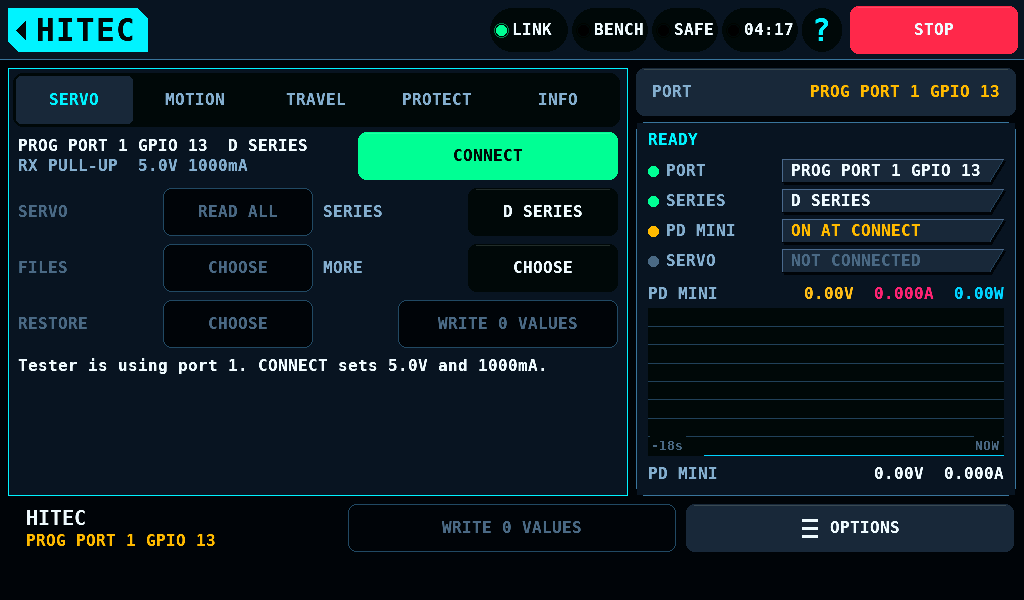 HITEC
LINK
BENCH
SAFE
04:17
?
STOP
SERVO
MOTION
TRAVEL
PROTECT
INFO
PROG PORT 1 GPIO 13  D SERIES
RX PULL-UP  5.0V 1000mA
CONNECT
SERVO
READ ALL
SERIES
D SERIES
FILES
CHOOSE
MORE
CHOOSE
RESTORE
CHOOSE
WRITE 0 VALUES
Tester is using port 1. CONNECT sets 5.0V and 1000mA.
PORT
PROG PORT 1 GPIO 13
READY
PORT
PROG PORT 1 GPIO 13
SERIES
D SERIES
PD MINI
ON AT CONNECT
SERVO
NOT CONNECTED
PD MINI
0.00V
0.000A
0.00W
-18s
NOW
PD MINI
0.00V
0.000A
HITEC
PROG PORT 1 GPIO 13
WRITE 0 VALUES
OPTIONS